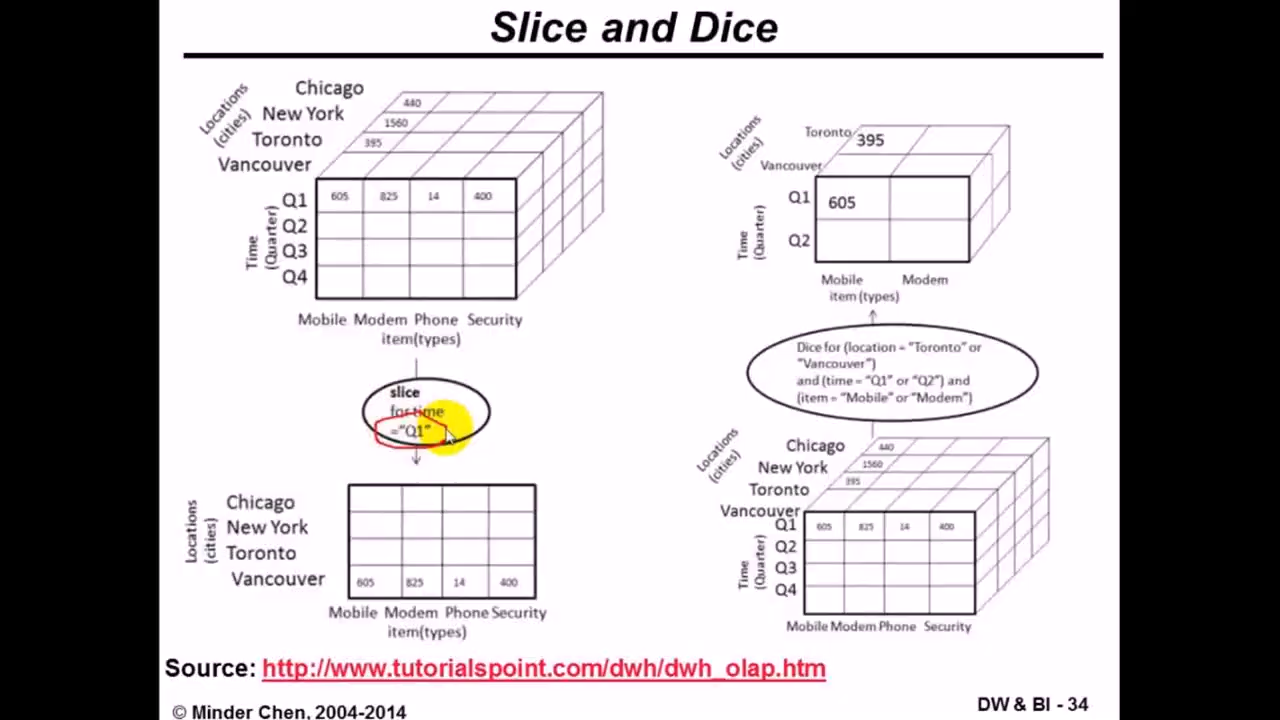 Slice and Dice
Locations
(cities)
Chicago
New York
Toronto
Vancouver
440
1560
395
Time
(Quarter)
Q1 605 825 14 400
Q2
Q3
Q4
Mobile Modem Phone Security
item(types)
slice
for time
="Q1"
Locations
(cities)
Chicago
New York
Toronto
Vancouver 605 825 14 400
Mobile Modem Phone Security
item(types)
Locations
(cities)
Toronto 395
Vancouver
Time
(Quarter)
Q1 605
Q2
Mobile Modem
item(types)
Dice for (location = "Toronto" or
"Vancouver")
and (time = "Q1" or "Q2") and
(item = "Mobile" or "Modem")
Locations
(cities)
Chicago 440
New York 1560
Toronto 395
Vancouver
Time
(Quarter)
Q1 605 825 14 400
Q2
Q3
Q4
Mobile Modem Phone Security
Source: http://www.tutorialspoint.com/dwh/dwh_olap.htm
© Minder Chen, 2004-2014
DW & BI - 34